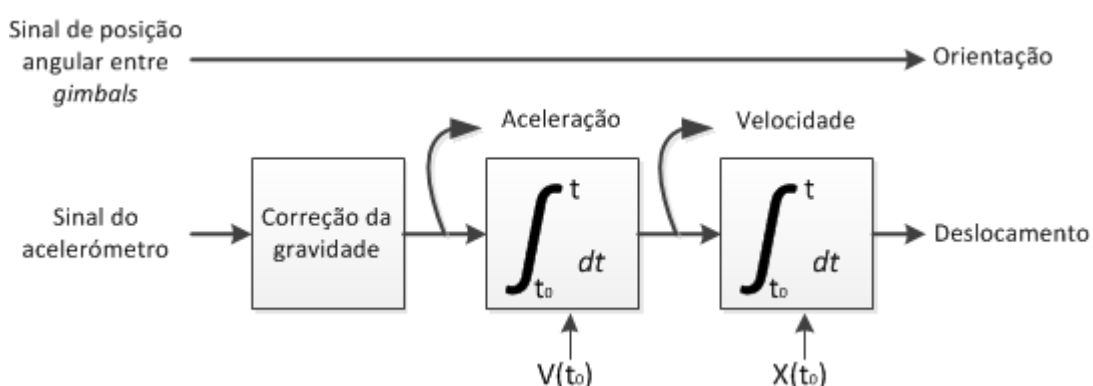 Sinal de posição
angular entre
gimbals
Orientação
Aceleração
Velocidade
Sinal do
acelerómetro
Correção da
gravidade
t
∫
dt
t₀
t
∫
dt
t₀
Deslocamento
V(t₀)
X(t₀)